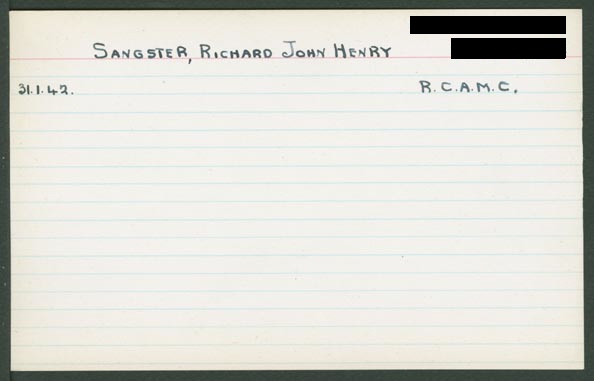 SANGSTER, RICHARD JOHN HENRY
31.1.42. R.C.A.M.C.